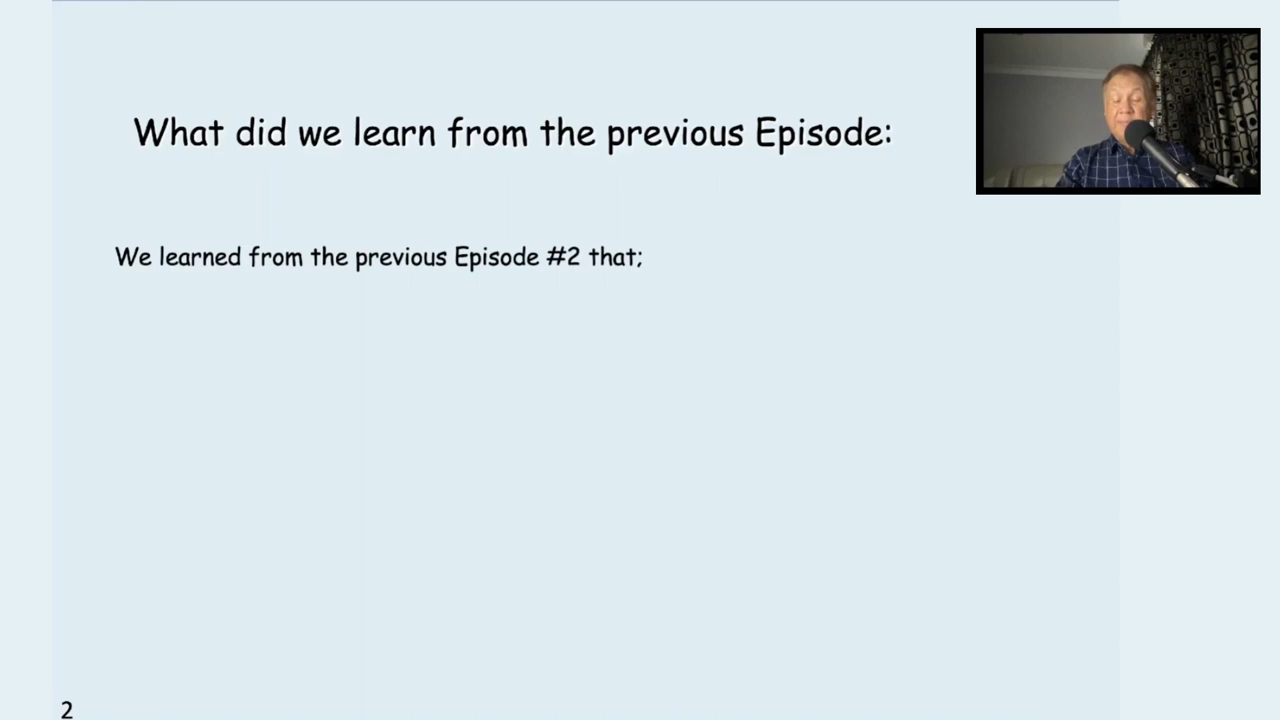 What did we learn from the previous Episode:
We learned from the previous Episode #2 that;
2